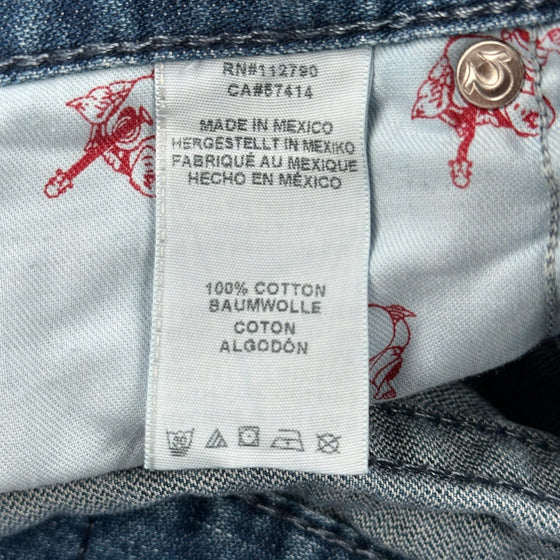 RN#112790
CA#57414
MADE IN MEXICO
HERGESTELLT IN MEXIKO
FABRIQUÉ AU MEXIQUE
HECHO EN MÉXICO
100% COTTON
BAUMWOLLE
COTON
ALGODÓN
30